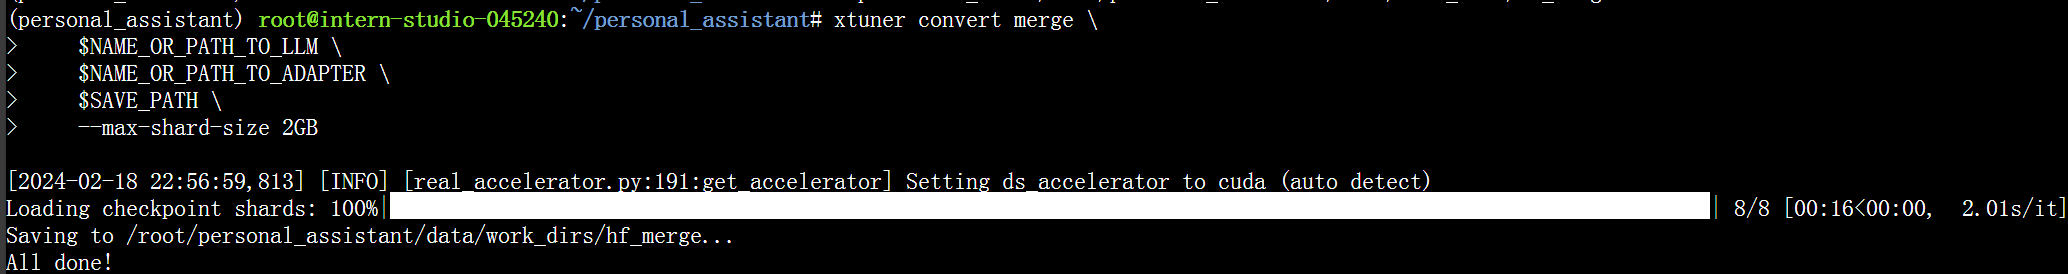 (personal_assistant) root@intern-studio-045240:~/personal_assistant# xtuner convert merge \
>     $NAME_OR_PATH_TO_LLM \
>     $NAME_OR_PATH_TO_ADAPTER \
>     $SAVE_PATH \
>     --max-shard-size 2GB
[2024-02-18 22:56:59,813] [INFO] [real_accelerator.py:191:get_accelerator] Setting ds_accelerator to cuda (auto detect)
Loading checkpoint shards: 100%| | 8/8 [00:16<00:00,  2.01s/it]
Saving to /root/personal_assistant/data/work_dirs/hf_merge...
All done!